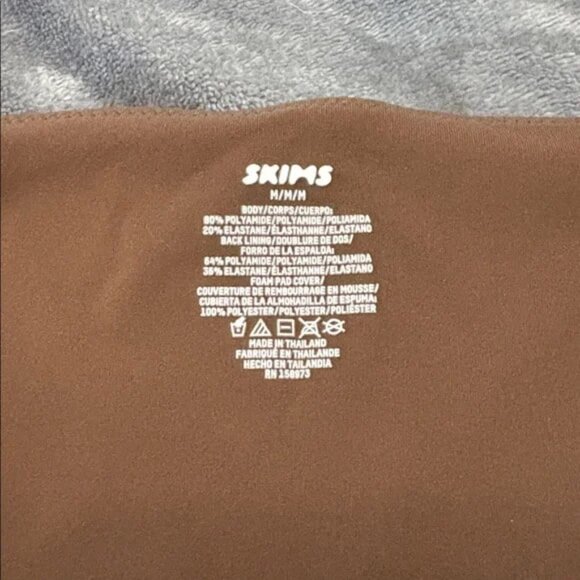 SKIMS
M/M/M
BODY/CORPS/CUERPO:
80% POLYAMIDE/POLYAMIDE/POLIAMIDA
20% ELASTANE/ÉLASTHANNE/ELASTANO
BACK LINING/DOUBLURE DE DOS/
FORRO DE LA ESPALDA:
64% POLYAMIDE/POLYAMIDE/POLIAMIDA
36% ELASTANE/ÉLASTHANNE/ELASTANO
FOAM PAD COVER/
COUVERTURE DE REMBOURRAGE EN MOUSSE/
CUBIERTA DE LA ALMOHADILLA DE ESPUMA:
100% POLYESTER/POLYESTER/POLIÉSTER
MADE IN THAILAND
FABRIQUÉ EN THAILANDE
HECHO EN TAILANDIA
RN 158973